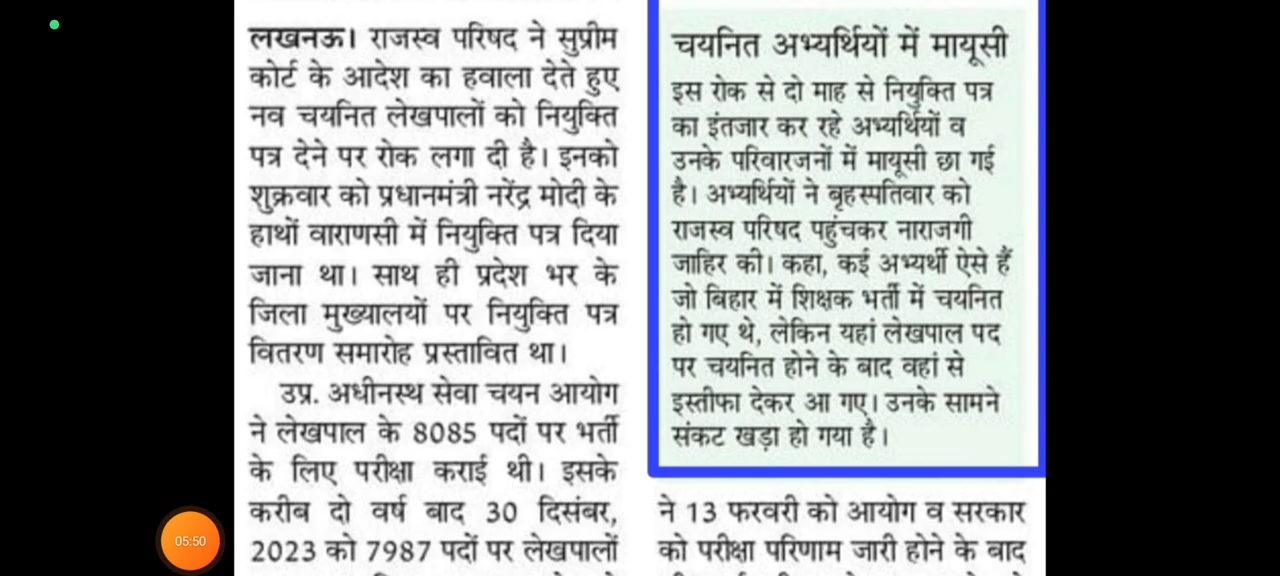 लखनऊ। राजस्व परिषद ने सुप्रीम
कोर्ट के आदेश का हवाला देते हुए
नव चयनित लेखपालों को नियुक्ति
पत्र देने पर रोक लगा दी है। इनको
शुक्रवार को प्रधानमंत्री नरेंद्र मोदी के
हाथों वाराणसी में नियुक्ति पत्र दिया
जाना था। साथ ही प्रदेश भर के
जिला मुख्यालयों पर नियुक्ति पत्र
वितरण समारोह प्रस्तावित था।
उप्र. अधीनस्थ सेवा चयन आयोग
ने लेखपाल के 8085 पदों पर भर्ती
के लिए परीक्षा कराई थी। इसके
करीब दो वर्ष बाद 30 दिसंबर,
2023 को 7987 पदों पर लेखपालों
चयनित अभ्यर्थियों में मायूसी
इस रोक से दो माह से नियुक्ति पत्र
का इंतजार कर रहे अभ्यर्थियों व
उनके परिवारजनों में मायूसी छा गई
है। अभ्यर्थियों ने बृहस्पतिवार को
राजस्व परिषद पहुंचकर नाराजगी
जाहिर की। कहा, कई अभ्यर्थी ऐसे हैं
जो बिहार में शिक्षक भर्ती में चयनित
हो गए थे, लेकिन यहां लेखपाल पद
पर चयनित होने के बाद वहां से
इस्तीफा देकर आ गए। उनके सामने
संकट खड़ा हो गया है।
ने 13 फरवरी को आयोग व सरकार
को परीक्षा परिणाम जारी होने के बाद
05:50